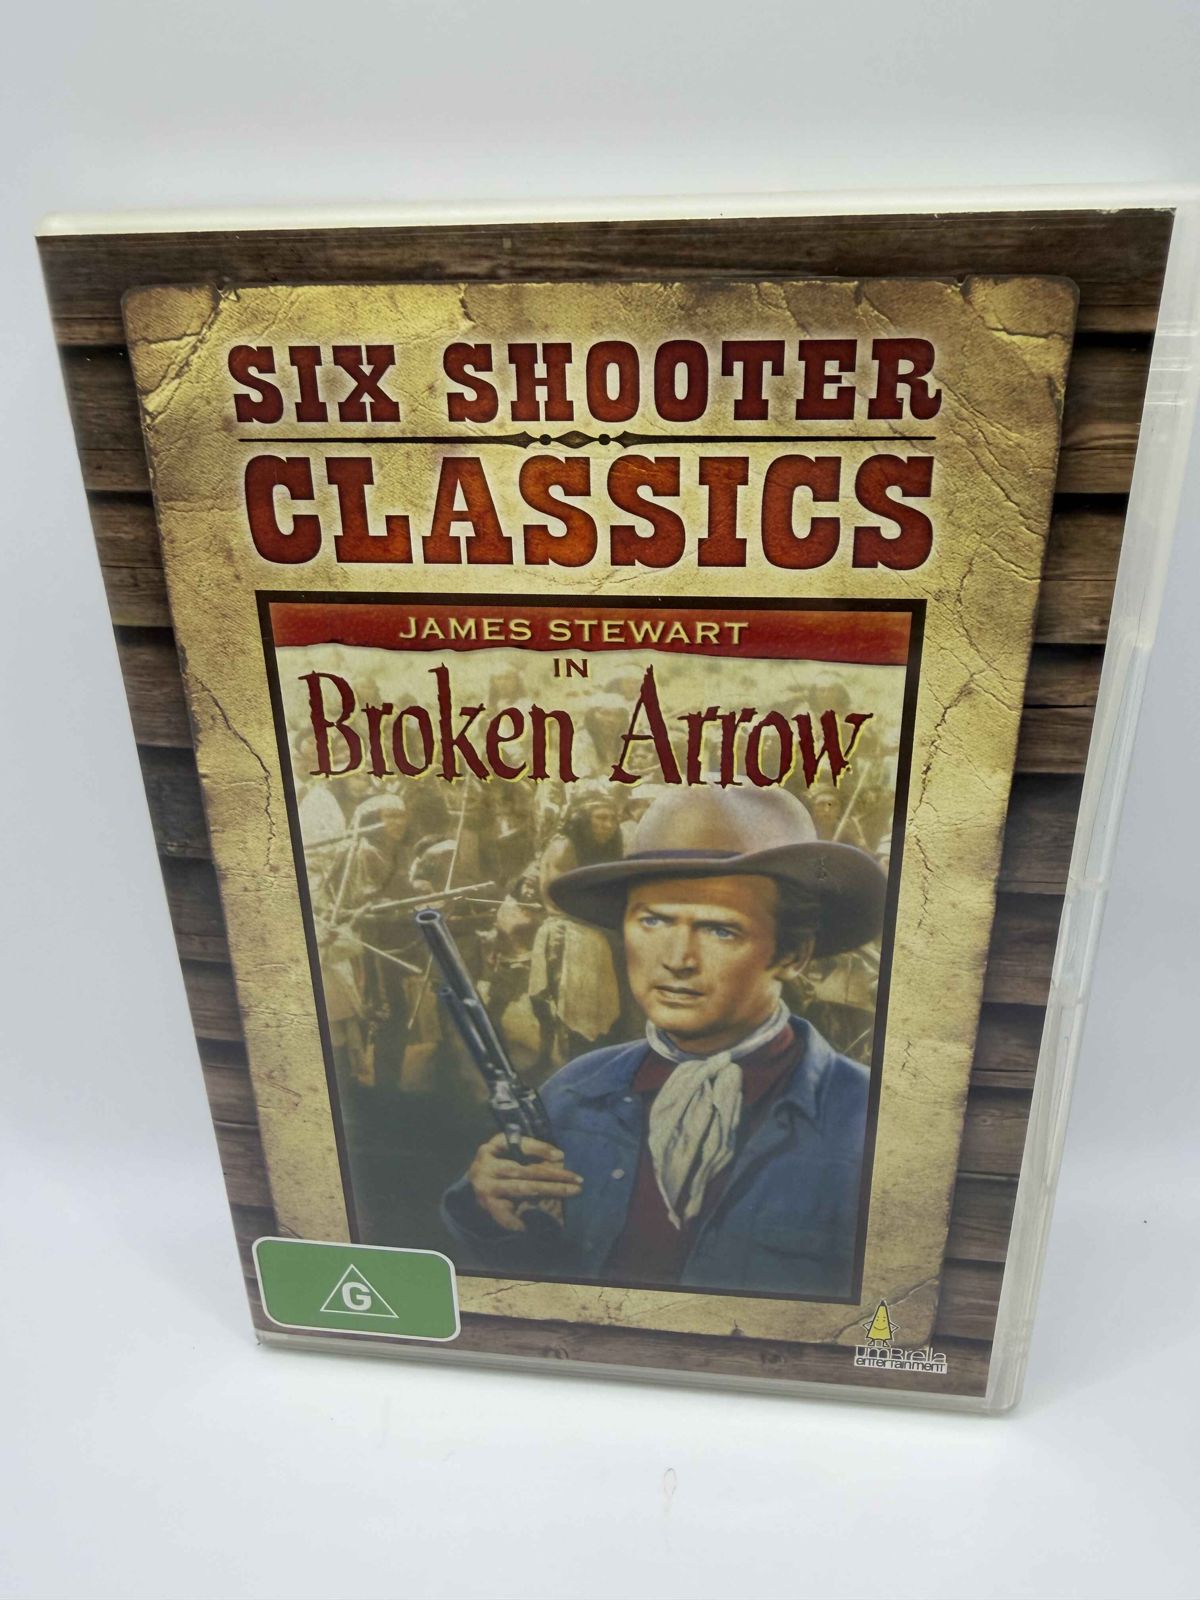 SIX SHOOTER
CLASSICS
JAMES STEWART
IN
Broken Arrow
G
umbrella
entertainment